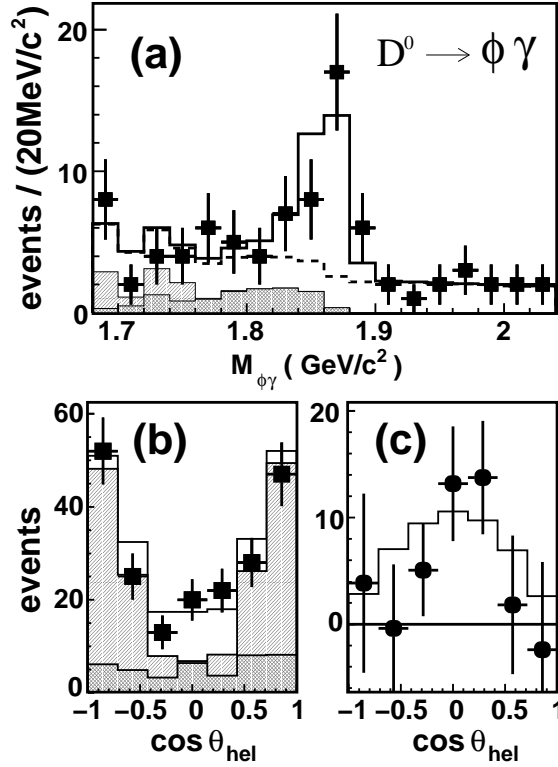 (a)
D⁰ → ϕ γ
events / (20MeV/c²)
20
10
0
1.7 1.8 1.9 2
M_ϕγ ( GeV/c²)
(b)
events
60
40
20
0
−1 −0.5 0 0.5 1
cos θ_hel
(c)
20
10
0
−1 −0.5 0 0.5 1
cos θ_hel